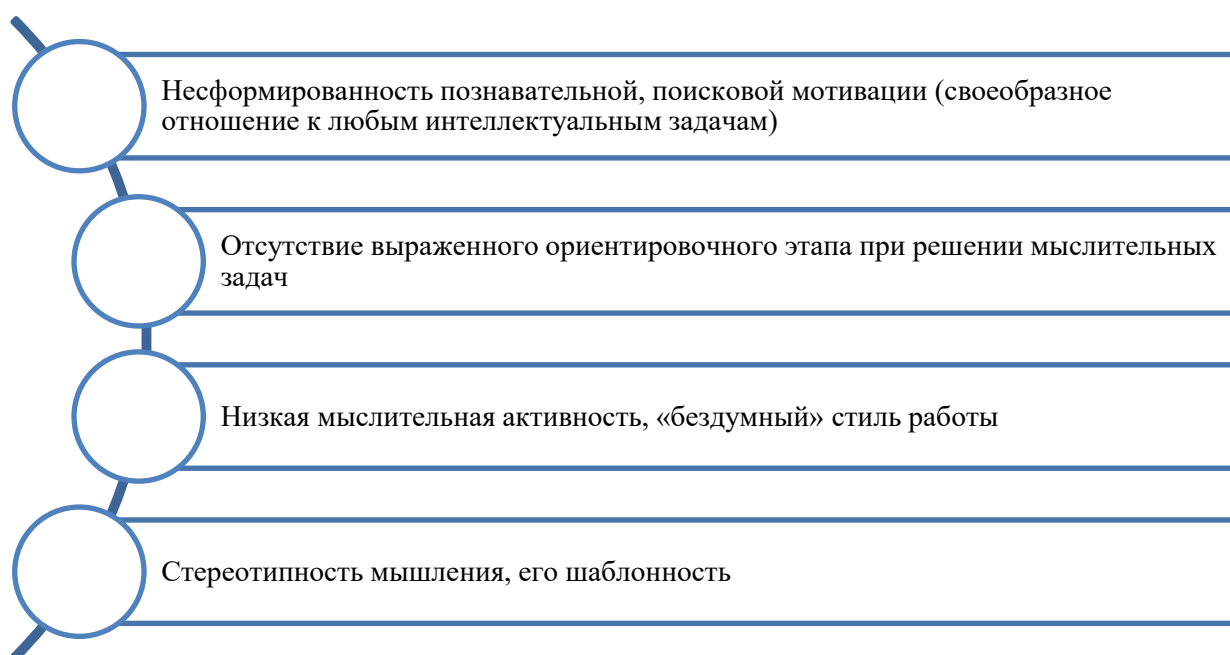 Несформированность познавательной, поисковой мотивации (своеобразное
отношение к любым интеллектуальным задачам)
Отсутствие выраженного ориентировочного этапа при решении мыслительных
задач
Низкая мыслительная активность, «бездумный» стиль работы
Стереотипность мышления, его шаблонность